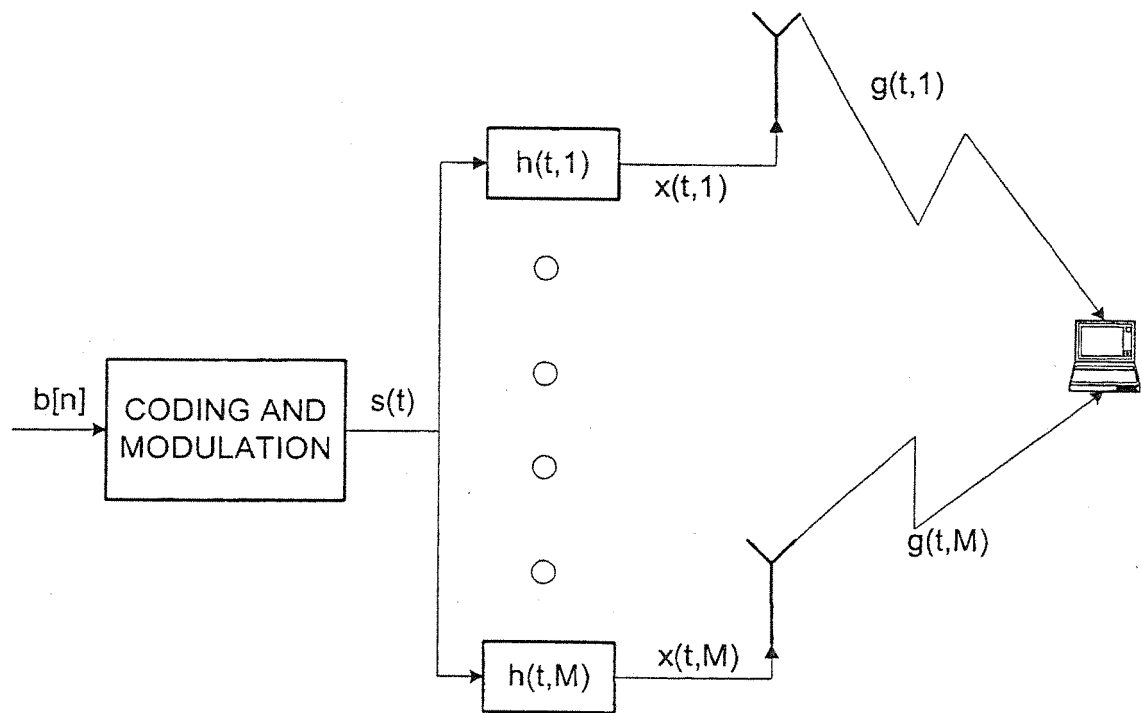 g(t,1)
h(t,1)
x(t,1)
b[n]
CODING AND
MODULATION
s(t)
g(t,M)
h(t,M)
x(t,M)